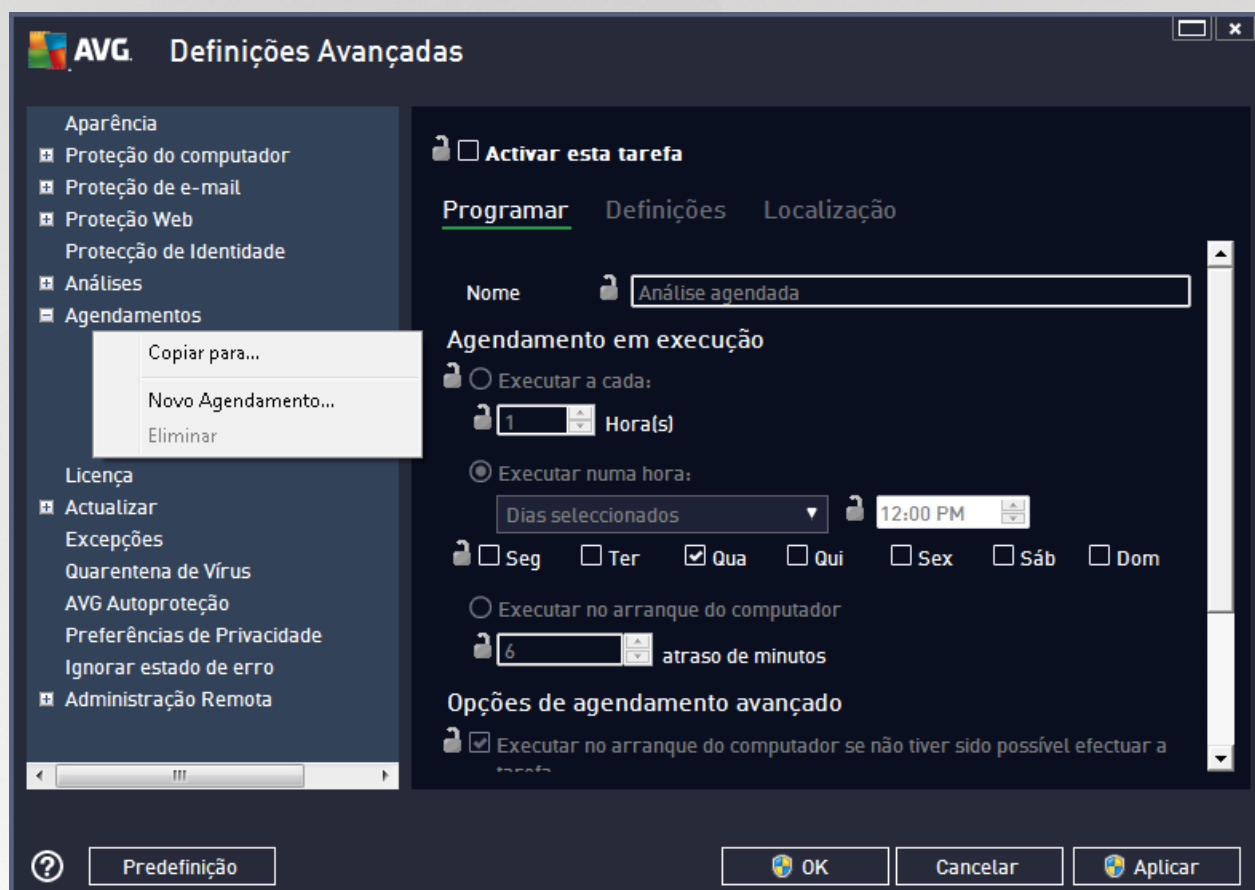 AVG. Definições Avançadas
Aparência
Proteção do computador
Proteção de e-mail
Proteção Web
Protecção de Identidade
Análises
Agendamentos
Copiar para...
Novo Agendamento...
Eliminar
Licença
Actualizar
Excepções
Quarentena de Vírus
AVG Autoproteção
Preferências de Privacidade
Ignorar estado de erro
Administração Remota
Activar esta tarefa
Programar Definições Localização
Nome Análise agendada
Agendamento em execução
Executar a cada:
1 Hora(s)
Executar numa hora:
Dias seleccionados 12:00 PM
Seg Ter Qua Qui Sex Sáb Dom
Executar no arranque do computador
6 atraso de minutos
Opções de agendamento avançado
Executar no arranque do computador se não tiver sido possível efectuar a
tarefa
? Predefinição OK Cancelar Aplicar